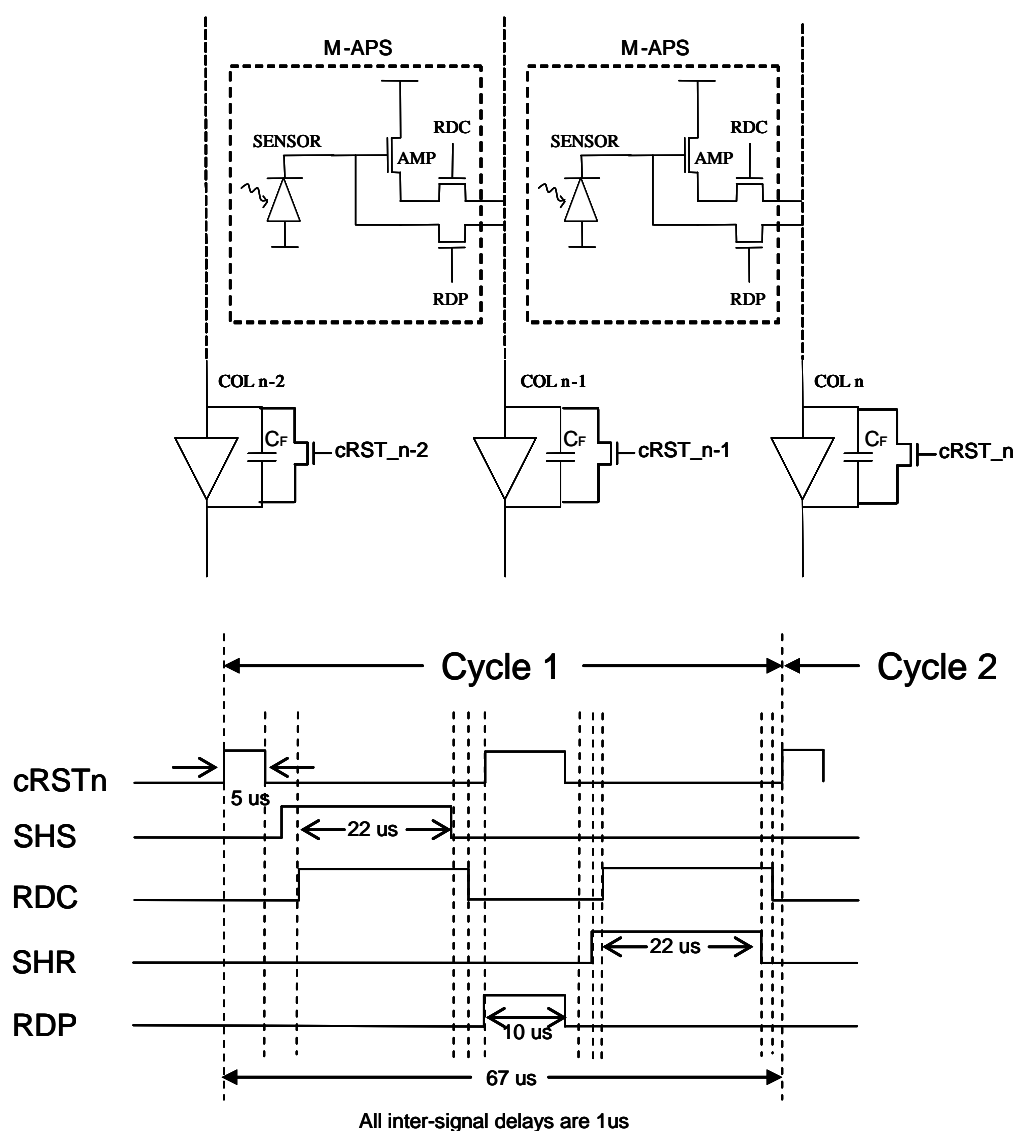 M-APS M-APS
RDC RDC
SENSOR SENSOR
AMP AMP
RDP RDP
COL n-2 COL n-1 COL n
CF CF CF
cRST_n-2 cRST_n-1 cRST_n
Cycle 1 Cycle 2
cRSTn
5 us
SHS
22 us
RDC
SHR
22 us
RDP
10 us
67 us
All inter-signal delays are 1us